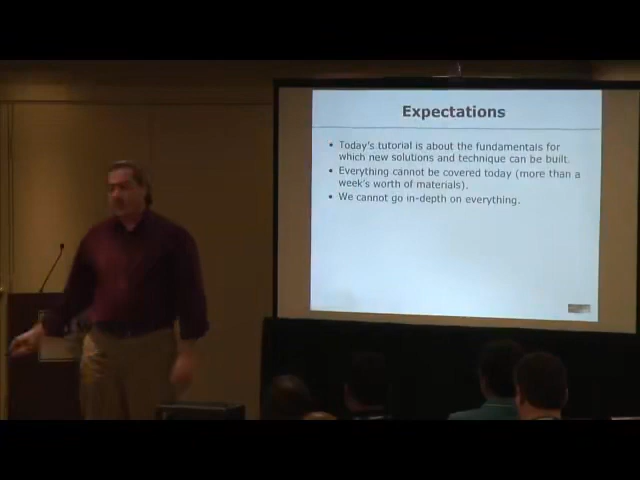 Expectations
• Today's tutorial is about the fundamentals for
which new solutions and technique can be built.
• Everything cannot be covered today (more than a
week's worth of materials).
• We cannot go in-depth on everything.